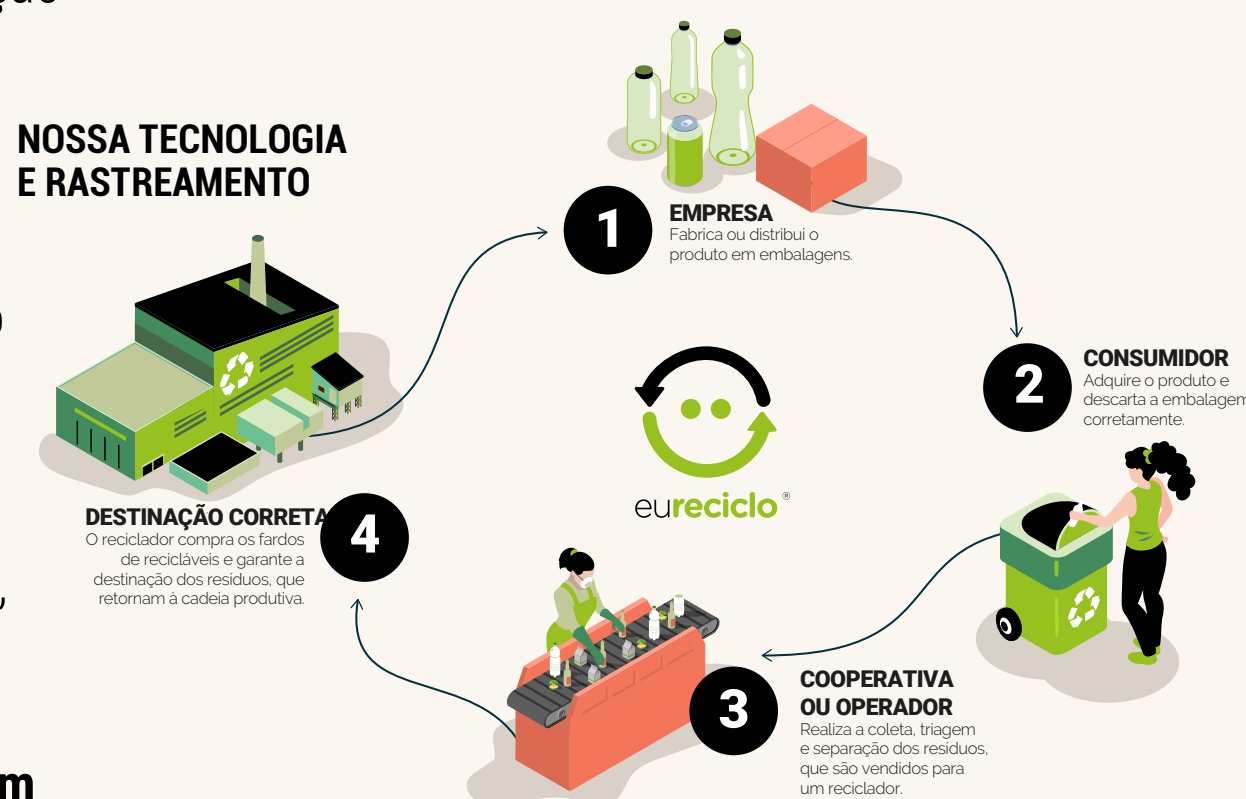 NOSSA TECNOLOGIA
E RASTREAMENTO
1
EMPRESA
Fabrica ou distribui o
produto em embalagens.
2
CONSUMIDOR
Adquire o produto e
descarta a embalagem
corretamente.
eureciclo®
DESTINAÇÃO CORRETA
O reciclador compra os fardos
de recicláveis e garante a
destinação dos resíduos, que
retornam à cadeia produtiva.
4
3
COOPERATIVA
OU OPERADOR
Realiza a coleta, triagem
e separação dos resíduos,
que são vendidos para
um reciclador.